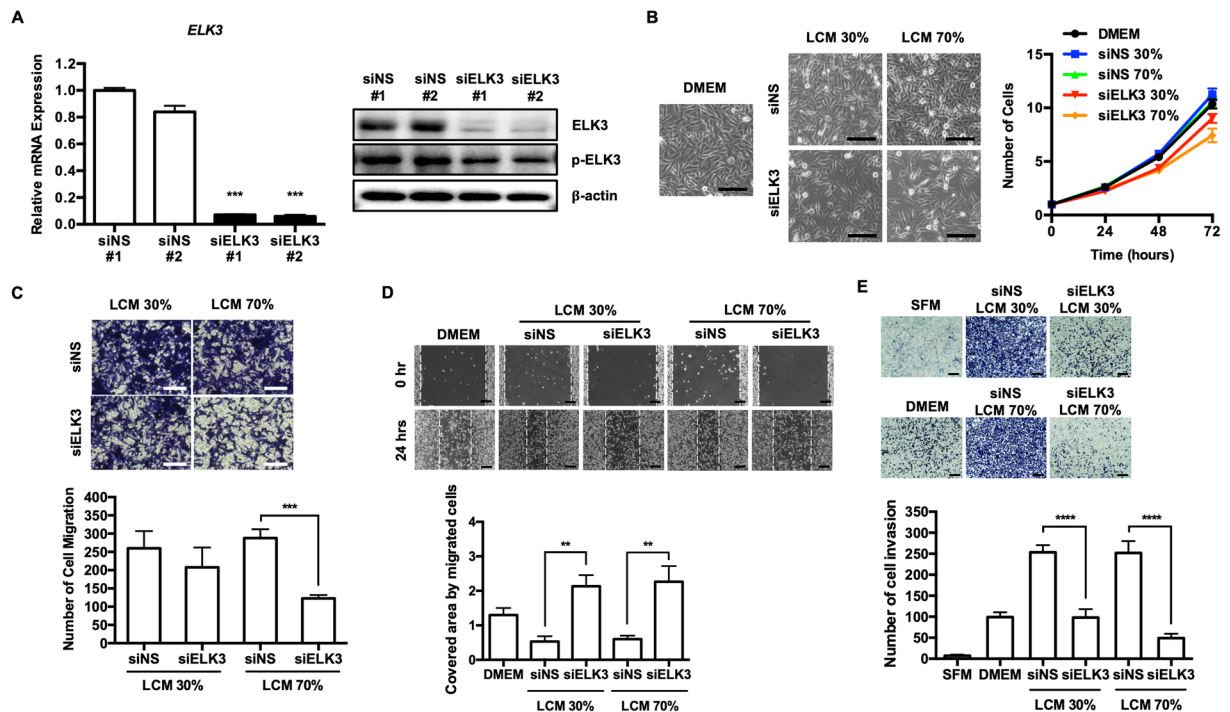 A
ELK3
Relative mRNA Expression
1.2
1.0
0.8
0.6
0.4
0.2
0.0
***
***
siNS
#1
siNS
#2
siELK3
#1
siELK3
#2
siNS
#1
siNS
#2
siELK3
#1
siELK3
#2
ELK3
p-ELK3
β-actin
B
DMEM
LCM 30%
LCM 70%
siNS
siELK3
Number of Cells
15
10
5
0
0
24
48
72
Time (hours)
DMEM
siNS 30%
siNS 70%
siELK3 30%
siELK3 70%
C
LCM 30%
LCM 70%
siNS
siELK3
Number of Cell Migration
400
350
300
250
200
150
100
50
0
***
siNS
siELK3
siNS
siELK3
LCM 30%
LCM 70%
D
LCM 30%
LCM 70%
DMEM
siNS
siELK3
siNS
siELK3
0 hr
24 hrs
Covered area by migrated cells
4
3
2
1
0
**
**
DMEM
siNS
siELK3
siNS
siELK3
LCM 30%
LCM 70%
E
SFM
siNS
LCM 30%
siELK3
LCM 30%
DMEM
siNS
LCM 70%
siELK3
LCM 70%
Number of cell invasion
350
300
250
200
150
100
50
0
****
****
SFM
DMEM
siNS
siELK3
siNS
siELK3
LCM 30%
LCM 70%